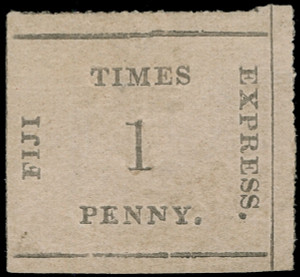 TIMES
FIJI
1
EXPRESS.
PENNY.